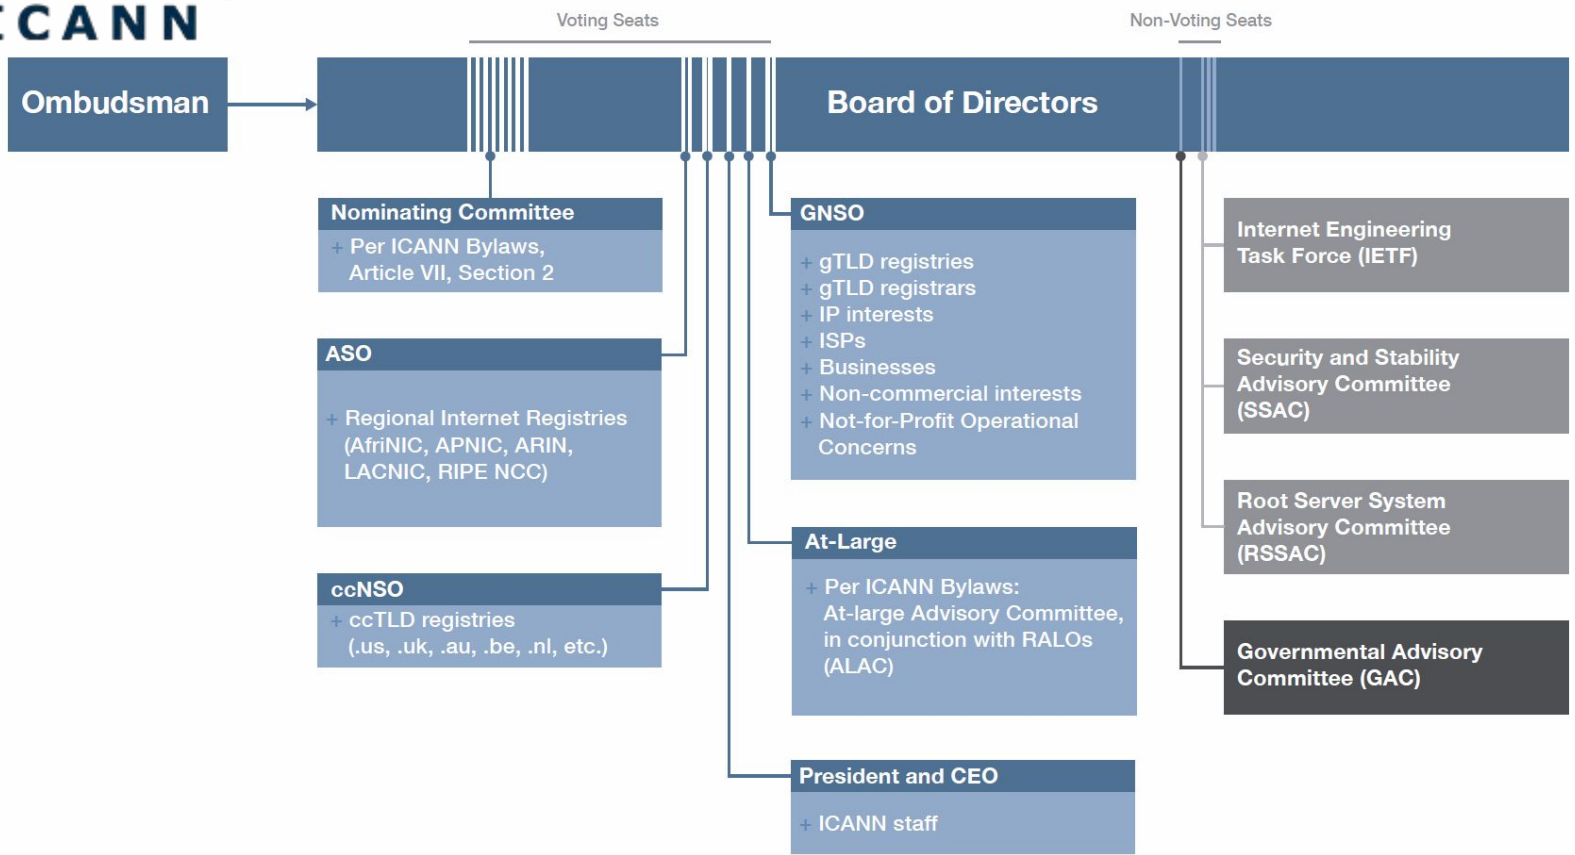 ICANN
Voting Seats
Non-Voting Seats
Ombudsman
Board of Directors
Nominating Committee
+ Per ICANN Bylaws,
Article VII, Section 2
ASO
+ Regional Internet Registries
(AfriNIC, APNIC, ARIN,
LACNIC, RIPE NCC)
ccNSO
+ ccTLD registries
(.us, .uk, .au, .be, .nl, etc.)
GNSO
+ gTLD registries
+ gTLD registrars
+ IP interests
+ ISPs
+ Businesses
+ Non-commercial interests
+ Not-for-Profit Operational
Concerns
At-Large
+ Per ICANN Bylaws:
At-large Advisory Committee,
in conjunction with RALOs
(ALAC)
President and CEO
+ ICANN staff
Internet Engineering
Task Force (IETF)
Security and Stability
Advisory Committee
(SSAC)
Root Server System
Advisory Committee
(RSSAC)
Governmental Advisory
Committee (GAC)